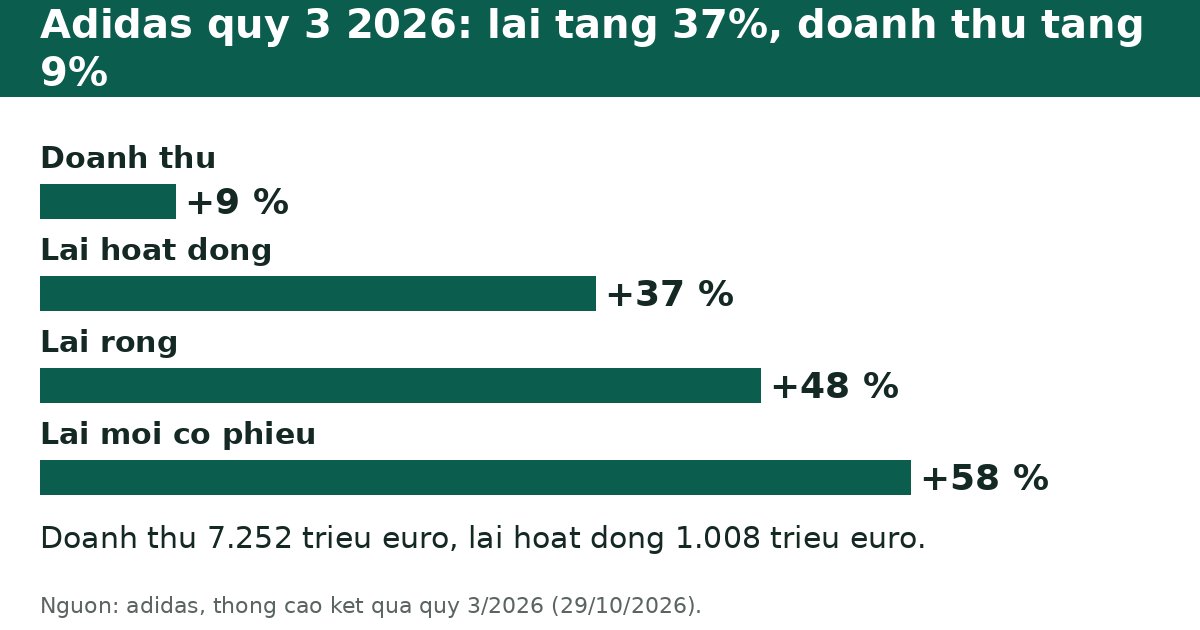 Adidas quy 3 2026: lai tang 37%, doanh thu tang
9%
Doanh thu
+9 %
Lai hoat dong
+37 %
Lai rong
+48 %
Lai moi co phieu
+58 %
Doanh thu 7.252 trieu euro, lai hoat dong 1.008 trieu euro.
Nguon: adidas, thong cao ket qua quy 3/2026 (29/10/2026).